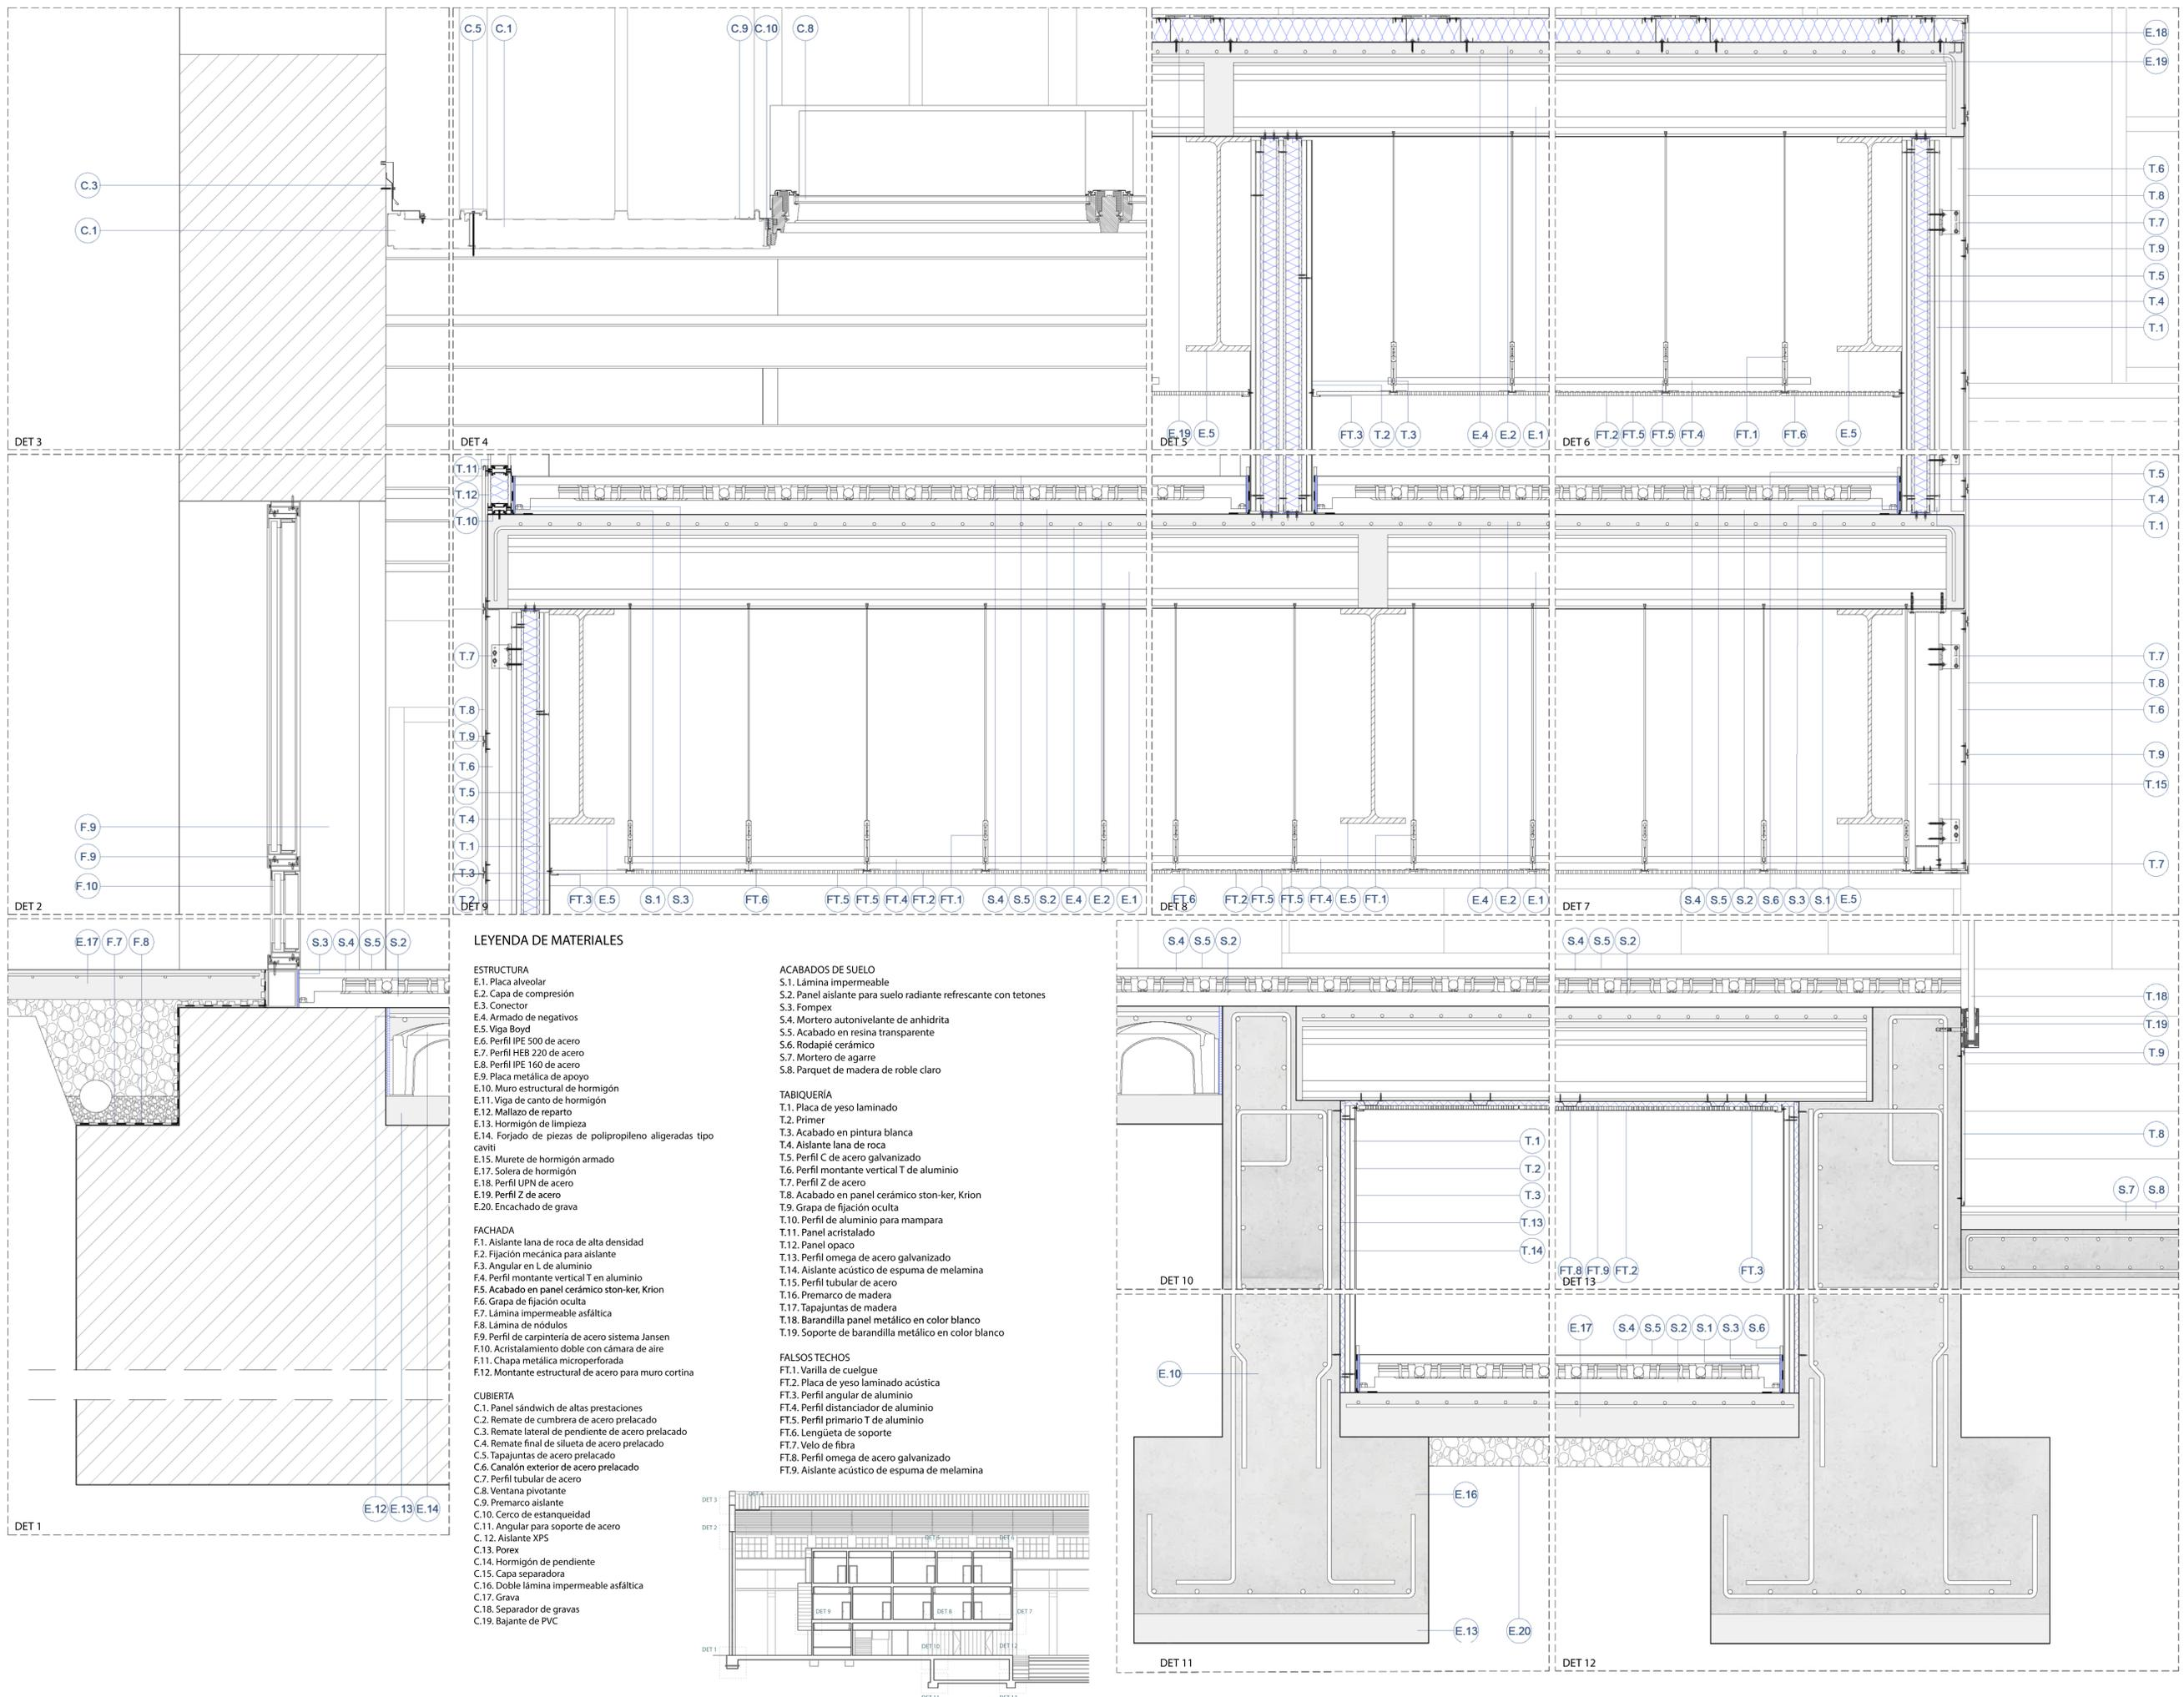 C.5 C.1 C.9 C.10 C.8
E.18
E.19
C.3
C.1
T.6
T.8
T.7
T.9
T.5
T.4
T.1
DET 3
DET 4
E.19 E.5 FT.3 T.2 T.3 E.4 E.2 E.1
DET 5
FT.2 FT.5 FT.5 FT.4 FT.1 FT.6 E.5
DET 6
T.11
T.12
T.10
T.7
T.8
T.9
T.6
T.5
T.4
T.1
T.3
T.2
T.5
T.4
T.1
T.7
T.8
T.6
T.9
T.15
T.7
F.9
F.9
F.10
DET 2
DET 9
FT.3 E.5 S.1 S.3 FT.6 FT.5 FT.5 FT.4 FT.2 FT.1 S.4 S.5 S.2 E.4 E.2 E.1
FT.6 FT.2 FT.5 FT.5 FT.4 E.5 FT.1 E.4 E.2 E.1
DET 8
S.4 S.5 S.2 S.6 S.3 S.1 E.5
DET 7
E.17 F.7 F.8 S.3 S.4 S.5 S.2
E.12 E.13 E.14
DET 1
LEYENDA DE MATERIALES
ESTRUCTURA
E.1. Placa alveolar
E.2. Capa de compresión
E.3. Conector
E.4. Armado de negativos
E.5. Viga Boyd
E.6. Perfil IPE 500 de acero
E.7. Perfil HEB 220 de acero
E.8. Perfil IPE 160 de acero
E.9. Placa metálica de apoyo
E.10. Muro estructural de hormigón
E.11. Viga de canto de hormigón
E.12. Mallazo de reparto
E.13. Hormigón de limpieza
E.14. Forjado de piezas de polipropileno aligeradas tipo
caviti
E.15. Murete de hormigón armado
E.17. Solera de hormigón
E.18. Perfil UPN de acero
E.19. Perfil Z de acero
E.20. Encachado de grava
FACHADA
F.1. Aislante lana de roca de alta densidad
F.2. Fijación mecánica para aislante
F.3. Angular en L de aluminio
F.4. Perfil montante vertical T en aluminio
F.5. Acabado en panel cerámico ston-ker, Krion
F.6. Grapa de fijación oculta
F.7. Lámina impermeable asfáltica
F.8. Lámina de nódulos
F.9. Perfil de carpintería de acero sistema Jansen
F.10. Acristalamiento doble con cámara de aire
F.11. Chapa metálica microperforada
F.12. Montante estructural de acero para muro cortina
CUBIERTA
C.1. Panel sándwich de altas prestaciones
C.2. Remate de cumbrera de acero prelacado
C.3. Remate lateral de pendiente de acero prelacado
C.4. Remate final de silueta de acero prelacado
C.5. Tapajuntas de acero prelacado
C.6. Canalón exterior de acero prelacado
C.7. Perfil tubular de acero
C.8. Ventana pivotante
C.9. Premarco aislante
C.10. Cerco de estanqueidad
C.11. Angular para soporte de acero
C. 12. Aislante XPS
C.13. Porex
C.14. Hormigón de pendiente
C.15. Capa separadora
C.16. Doble lámina impermeable asfáltica
C.17. Grava
C.18. Separador de gravas
C.19. Bajante de PVC
ACABADOS DE SUELO
S.1. Lámina impermeable
S.2. Panel aislante para suelo radiante refrescante con tetones
S.3. Fompex
S.4. Mortero autonivelante de anhidrita
S.5. Acabado en resina transparente
S.6. Rodapié cerámico
S.7. Mortero de agarre
S.8. Parquet de madera de roble claro
TABIQUERÍA
T.1. Placa de yeso laminado
T.2. Primer
T.3. Acabado en pintura blanca
T.4. Aislante lana de roca
T.5. Perfil C de acero galvanizado
T.6. Perfil montante vertical T de aluminio
T.7. Perfil Z de acero
T.8. Acabado en panel cerámico ston-ker, Krion
T.9. Grapa de fijación oculta
T.10. Perfil de aluminio para mampara
T.11. Panel acristalado
T.12. Panel opaco
T.13. Perfil omega de acero galvanizado
T.14. Aislante acústico de espuma de melamina
T.15. Perfil tubular de acero
T.16. Premarco de madera
T.17. Tapajuntas de madera
T.18. Barandilla panel metálico en color blanco
T.19. Soporte de barandilla metálico en color blanco
FALSOS TECHOS
FT.1. Varilla de cuelgue
FT.2. Placa de yeso laminado acústica
FT.3. Perfil angular de aluminio
FT.4. Perfil distanciador de aluminio
FT.5. Perfil primario T de aluminio
FT.6. Lengüeta de soporte
FT.7. Velo de fibra
FT.8. Perfil omega de acero galvanizado
FT.9. Aislante acústico de espuma de melamina
DET 3
DET 2
DET 9
DET 8
DET 7
DET 1
DET 10
DET 12
S.4 S.5 S.2
S.4 S.5 S.2
T.18
T.19
T.9
T.8
S.7 S.8
T.1
T.2
T.3
T.13
T.14
FT.8 FT.9 FT.2 FT.3
DET 10
DET 13
E.17 S.4 S.5 S.2 S.1 S.3 S.6
E.10
E.16
E.13 E.20
DET 11
DET 12